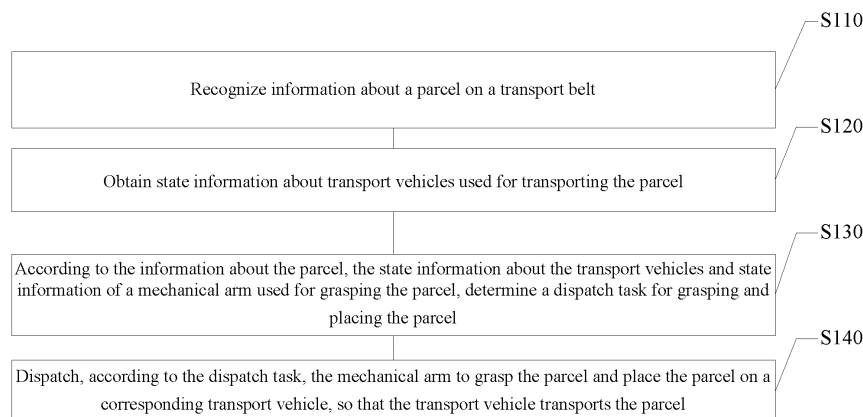 S110
Recognize information about a parcel on a transport belt
S120
Obtain state information about transport vehicles used for transporting the parcel
S130
According to the information about the parcel, the state information about the transport vehicles and state
information of a mechanical arm used for grasping the parcel, determine a dispatch task for grasping and
placing the parcel
S140
Dispatch, according to the dispatch task, the mechanical arm to grasp the parcel and place the parcel on a
corresponding transport vehicle, so that the transport vehicle transports the parcel